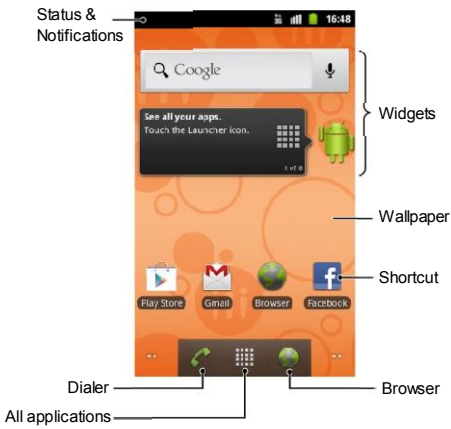 Status &
Notifications
3G 16:48
Google
See all your apps.
Touch the Launcher icon.
1 of 6
Widgets
Wallpaper
Shortcut
Play Store Gmail Browser Facebook
Dialer
Browser
All applications